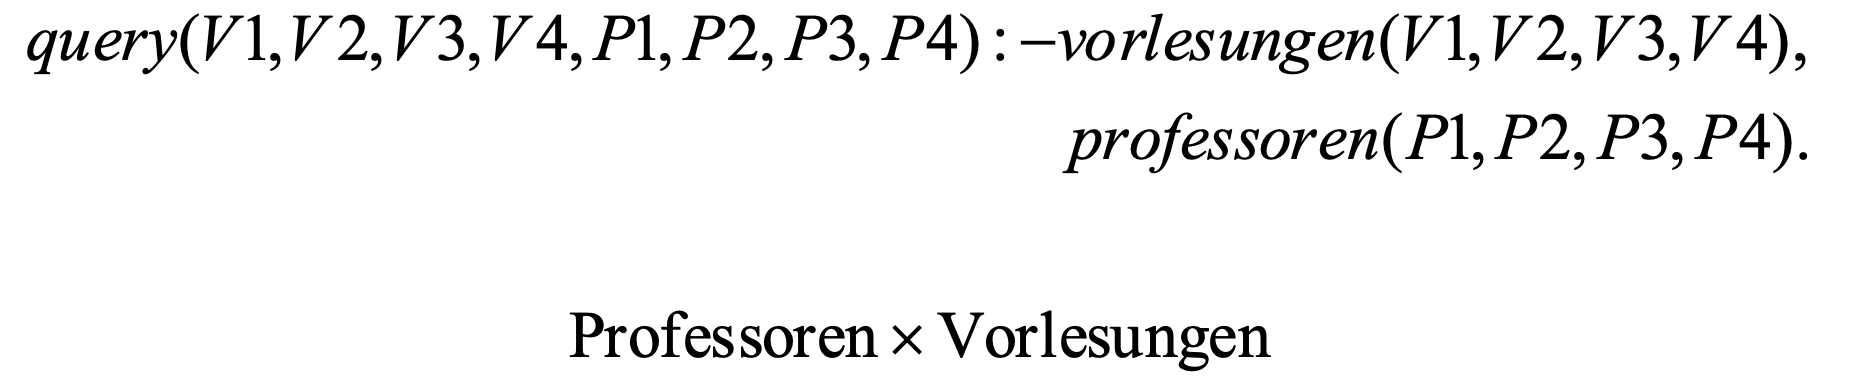 query(V1,V2,V3,V4,P1,P2,P3,P4):−vorlesungen(V1,V2,V3,V4),
professoren(P1,P2,P3,P4).
Professoren × Vorlesungen